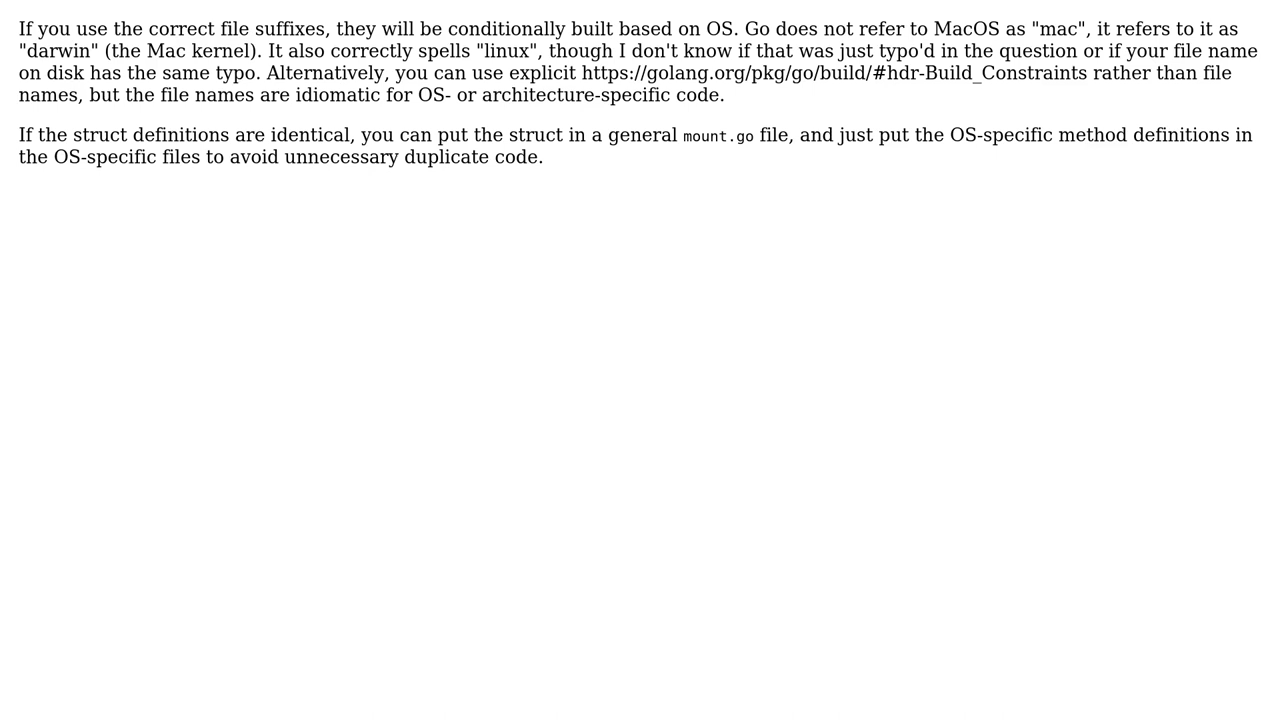 If you use the correct file suffixes, they will be conditionally built based on OS. Go does not refer to MacOS as "mac", it refers to it as
"darwin" (the Mac kernel). It also correctly spells "linux", though I don't know if that was just typo'd in the question or if your file name
on disk has the same typo. Alternatively, you can use explicit https://golang.org/pkg/go/build/#hdr-Build_Constraints rather than file
names, but the file names are idiomatic for OS- or architecture-specific code.
If the struct definitions are identical, you can put the struct in a general mount.go file, and just put the OS-specific method definitions in
the OS-specific files to avoid unnecessary duplicate code.